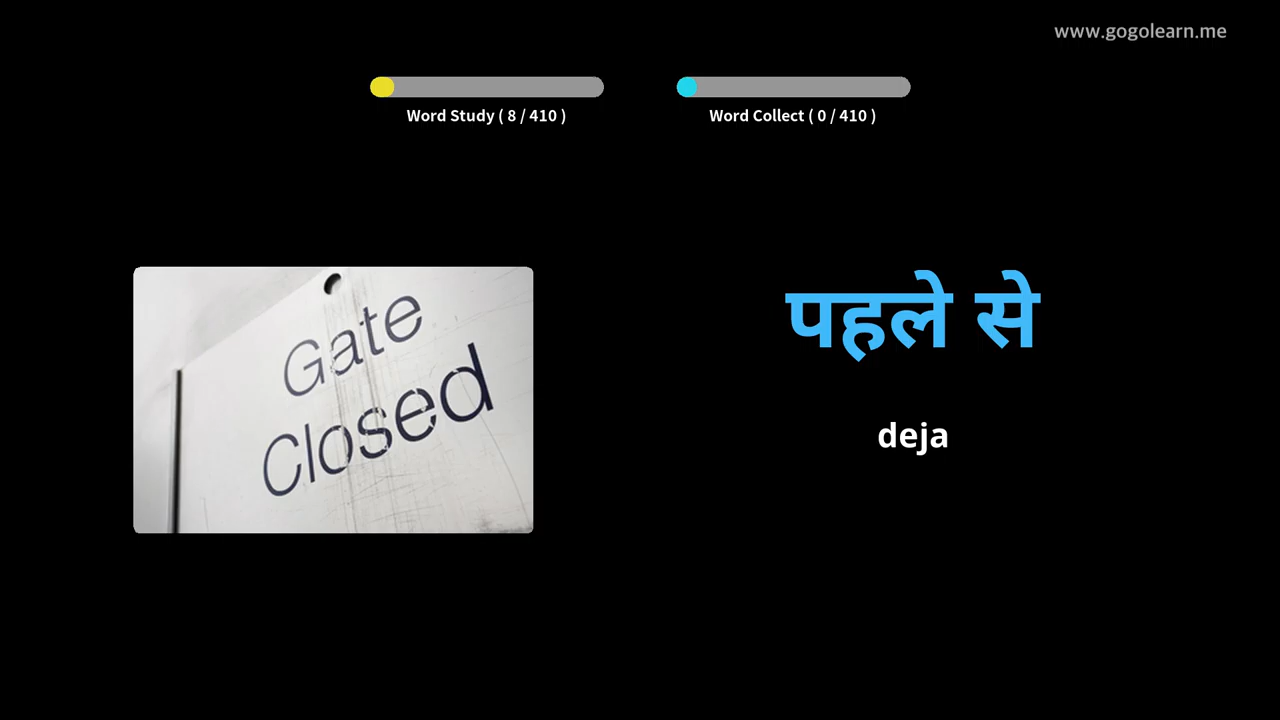 www.gogolearn.me
Word Study ( 8 / 410 )
Word Collect ( 0 / 410 )
Gate
Closed
पहले से
deja